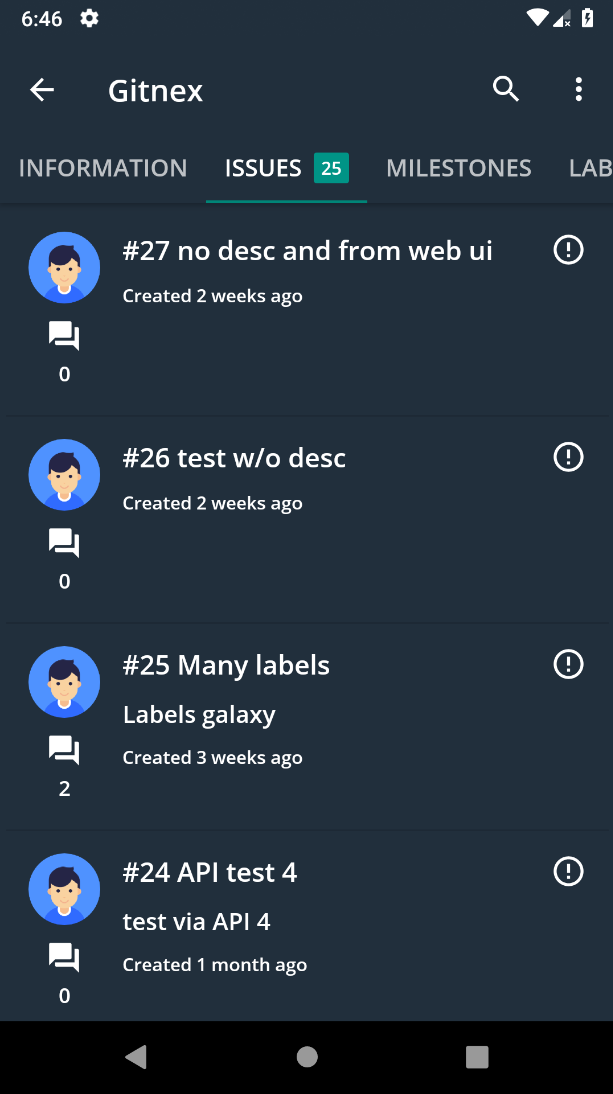 6:46
Gitnex
INFORMATION ISSUES 25 MILESTONES LAB
#27 no desc and from web ui
Created 2 weeks ago
0
#26 test w/o desc
Created 2 weeks ago
0
#25 Many labels
Labels galaxy
Created 3 weeks ago
2
#24 API test 4
test via API 4
Created 1 month ago
0